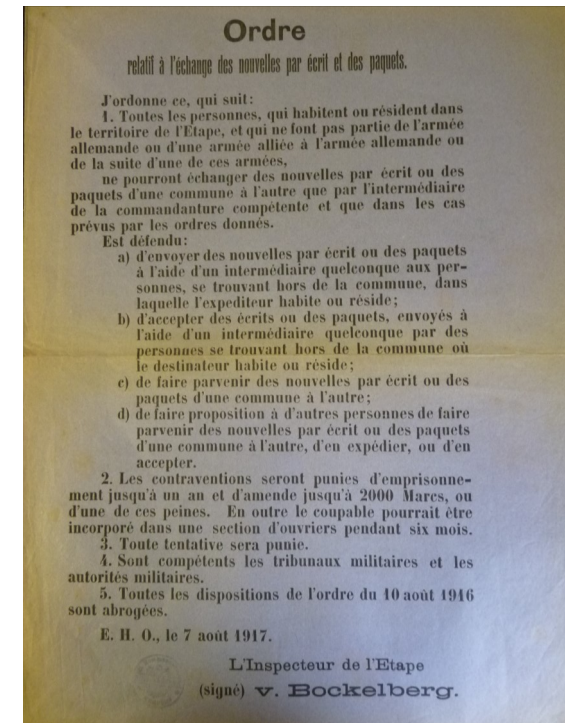 Ordre
relatif à l'échange des nouvelles par écrit et des paquets.
J'ordonne ce, qui suit:
1. Toutes les personnes, qui habitent ou résident dans
le territoire de l'Etape, et qui ne font pas partie de l'armée
allemande ou d'une armée alliée à l'armée allemande ou
de la suite d'une de ces armées,
ne pourront échanger des nouvelles par écrit ou des
paquets d'une commune à l'autre que par l'intermédiaire
de la commandanture compétente et que dans les cas
prévus par les ordres donnés.
Est défendu:
a) d'envoyer des nouvelles par écrit ou des paquets
à l'aide d'un intermédiaire quelconque aux per-
sonnes, se trouvant hors de la commune, dans
laquelle l'expediteur habite ou réside;
b) d'accepter des écrits ou des paquets, envoyés à
l'aide d'un intermédiaire quelconque par des
personnes se trouvant hors de la commune où
le destinateur habite ou réside;
c) de faire parvenir des nouvelles par écrit ou des
paquets d'une commune à l'autre;
d) de faire proposition à d'autres personnes de faire
parvenir des nouvelles par écrit ou des paquets
d'une commune à l'autre, d'en expédier, ou d'en
accepter.
2. Les contraventions seront punies d'emprisonne-
ment jusqu'à un an et d'amende jusqu'à 2000 Marcs, ou
d'une de ces peines. En outre le coupable pourrait être
incorporé dans une section d'ouvriers pendant six mois.
3. Toute tentative sera punie.
4. Sont compétents les tribunaux militaires et les
autorités militaires.
5. Toutes les dispositions de l'ordre du 10 août 1916
sont abrogées.
E. H. O., le 7 août 1917.
L'Inspecteur de l'Etape
(signé) v. Bockelberg.